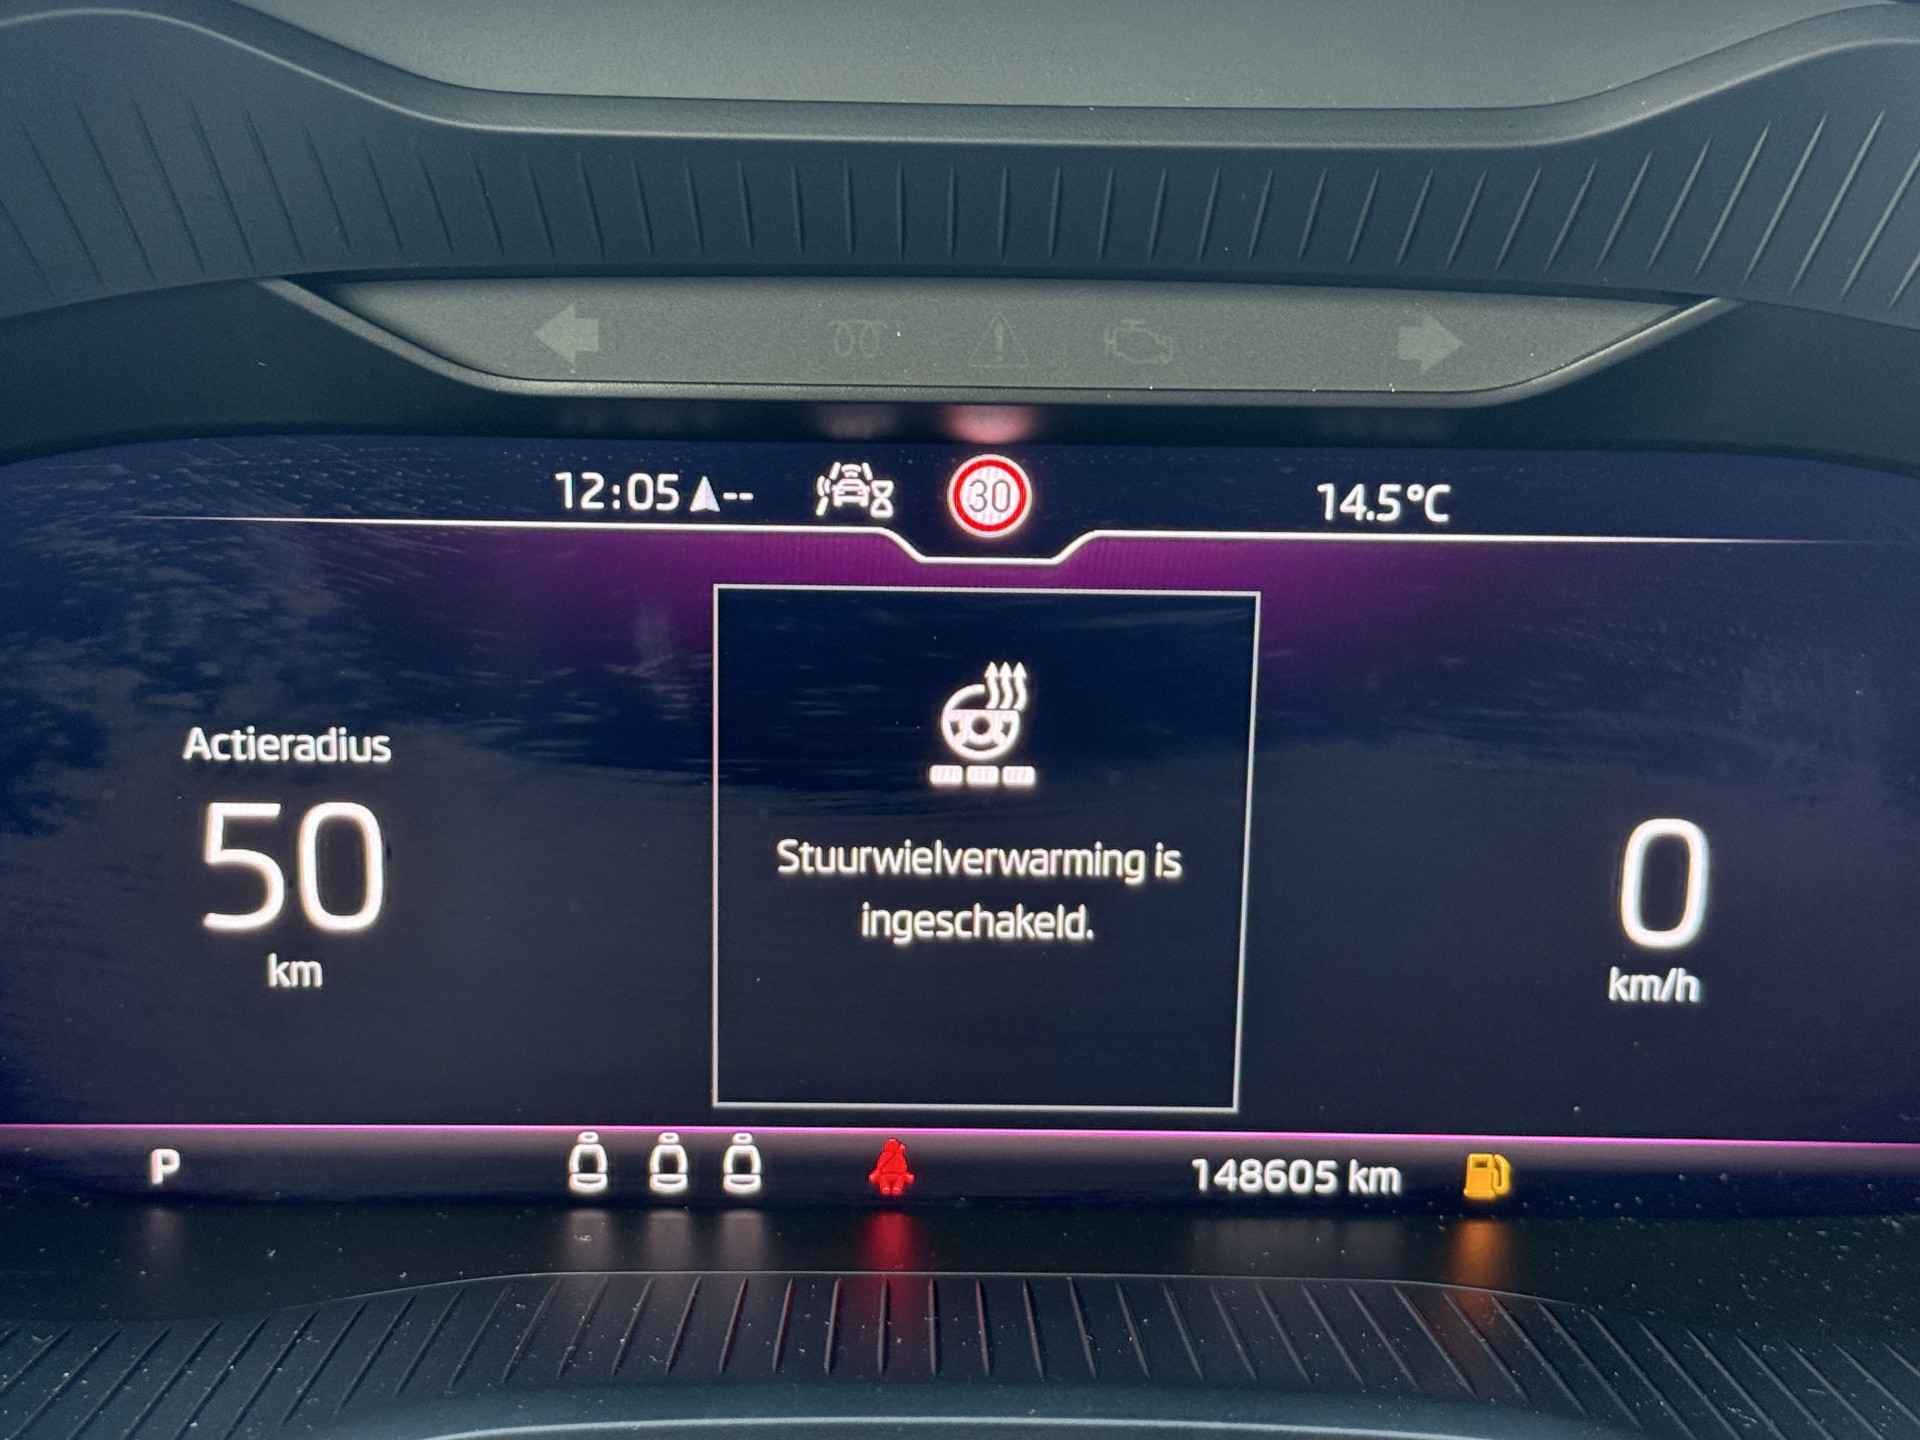 12:05 -- 30 14.5°C
Actieradius
50
km
Stuurwielverwarming is
ingeschakeld.
0
km/h
P 148605 km